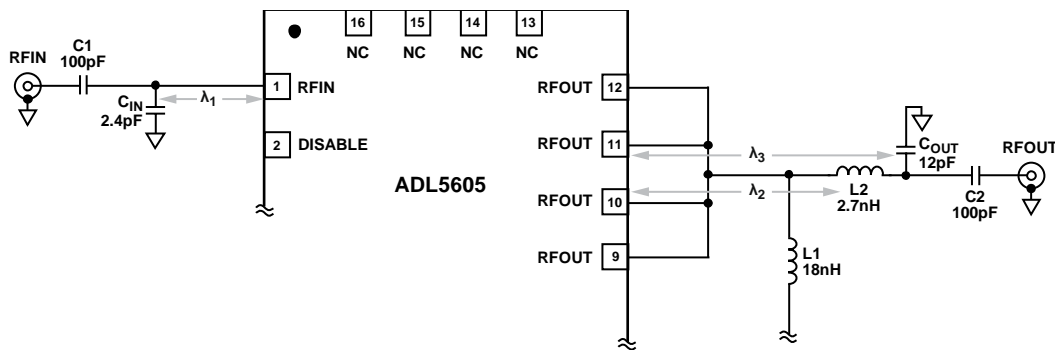 16 15 14 13
NC NC NC NC
C1
100pF
RFIN
CIN
2.4pF
λ1
1 RFIN
2 DISABLE
ADL5605
RFOUT 12
RFOUT 11
RFOUT 10
RFOUT 9
λ3
λ2
L2
2.7nH
L1
18nH
COUT
12pF
C2
100pF
RFOUT